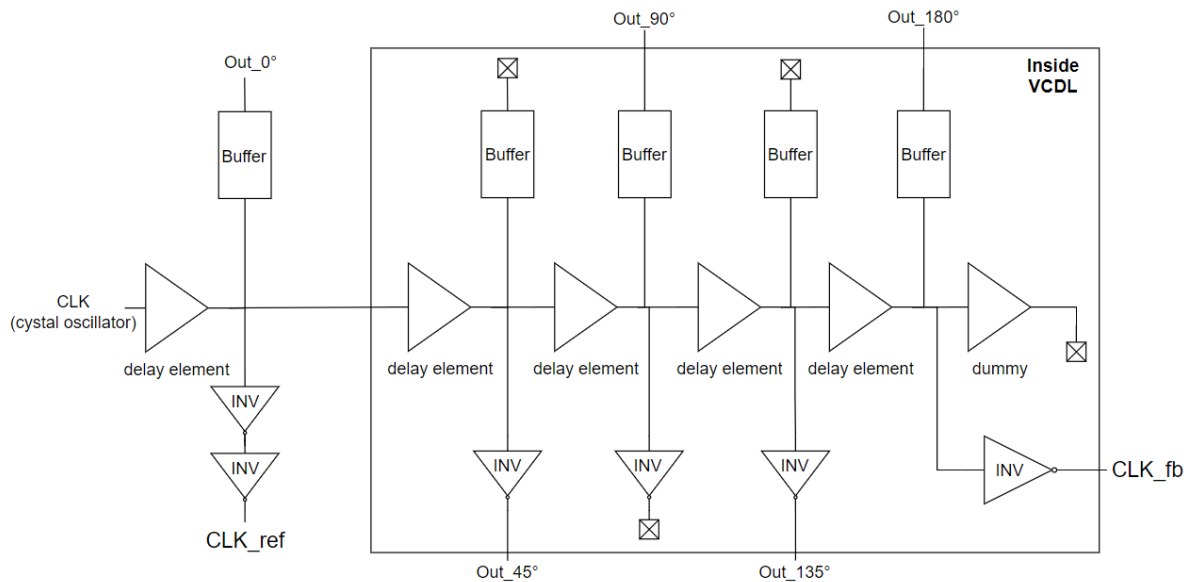 Out_90°
Out_180°
Out_0°
Inside
VCDL
Buffer
Buffer
Buffer
Buffer
Buffer
CLK
(cystal oscillator)
delay element
delay element
delay element
delay element
delay element
dummy
INV
INV
INV
INV
INV
INV
CLK_fb
CLK_ref
Out_45°
Out_135°